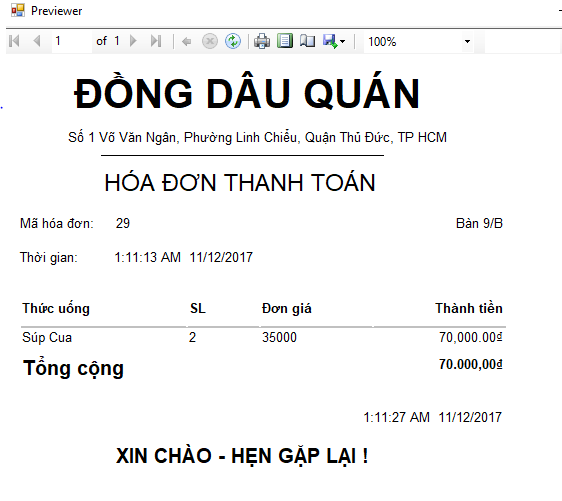 Previewer
1 of 1 100%
ĐỒNG DÂU QUÁN
Số 1 Võ Văn Ngân, Phường Linh Chiểu, Quận Thủ Đức, TP HCM
HÓA ĐƠN THANH TOÁN
Mã hóa đơn: 29 Bàn 9/B
Thời gian: 1:11:13 AM 11/12/2017
Thức uống SL Đơn giá Thành tiền
Súp Cua 2 35000 70,000.00₫
Tổng cộng 70.000,00₫
1:11:27 AM 11/12/2017
XIN CHÀO - HẸN GẶP LẠI !